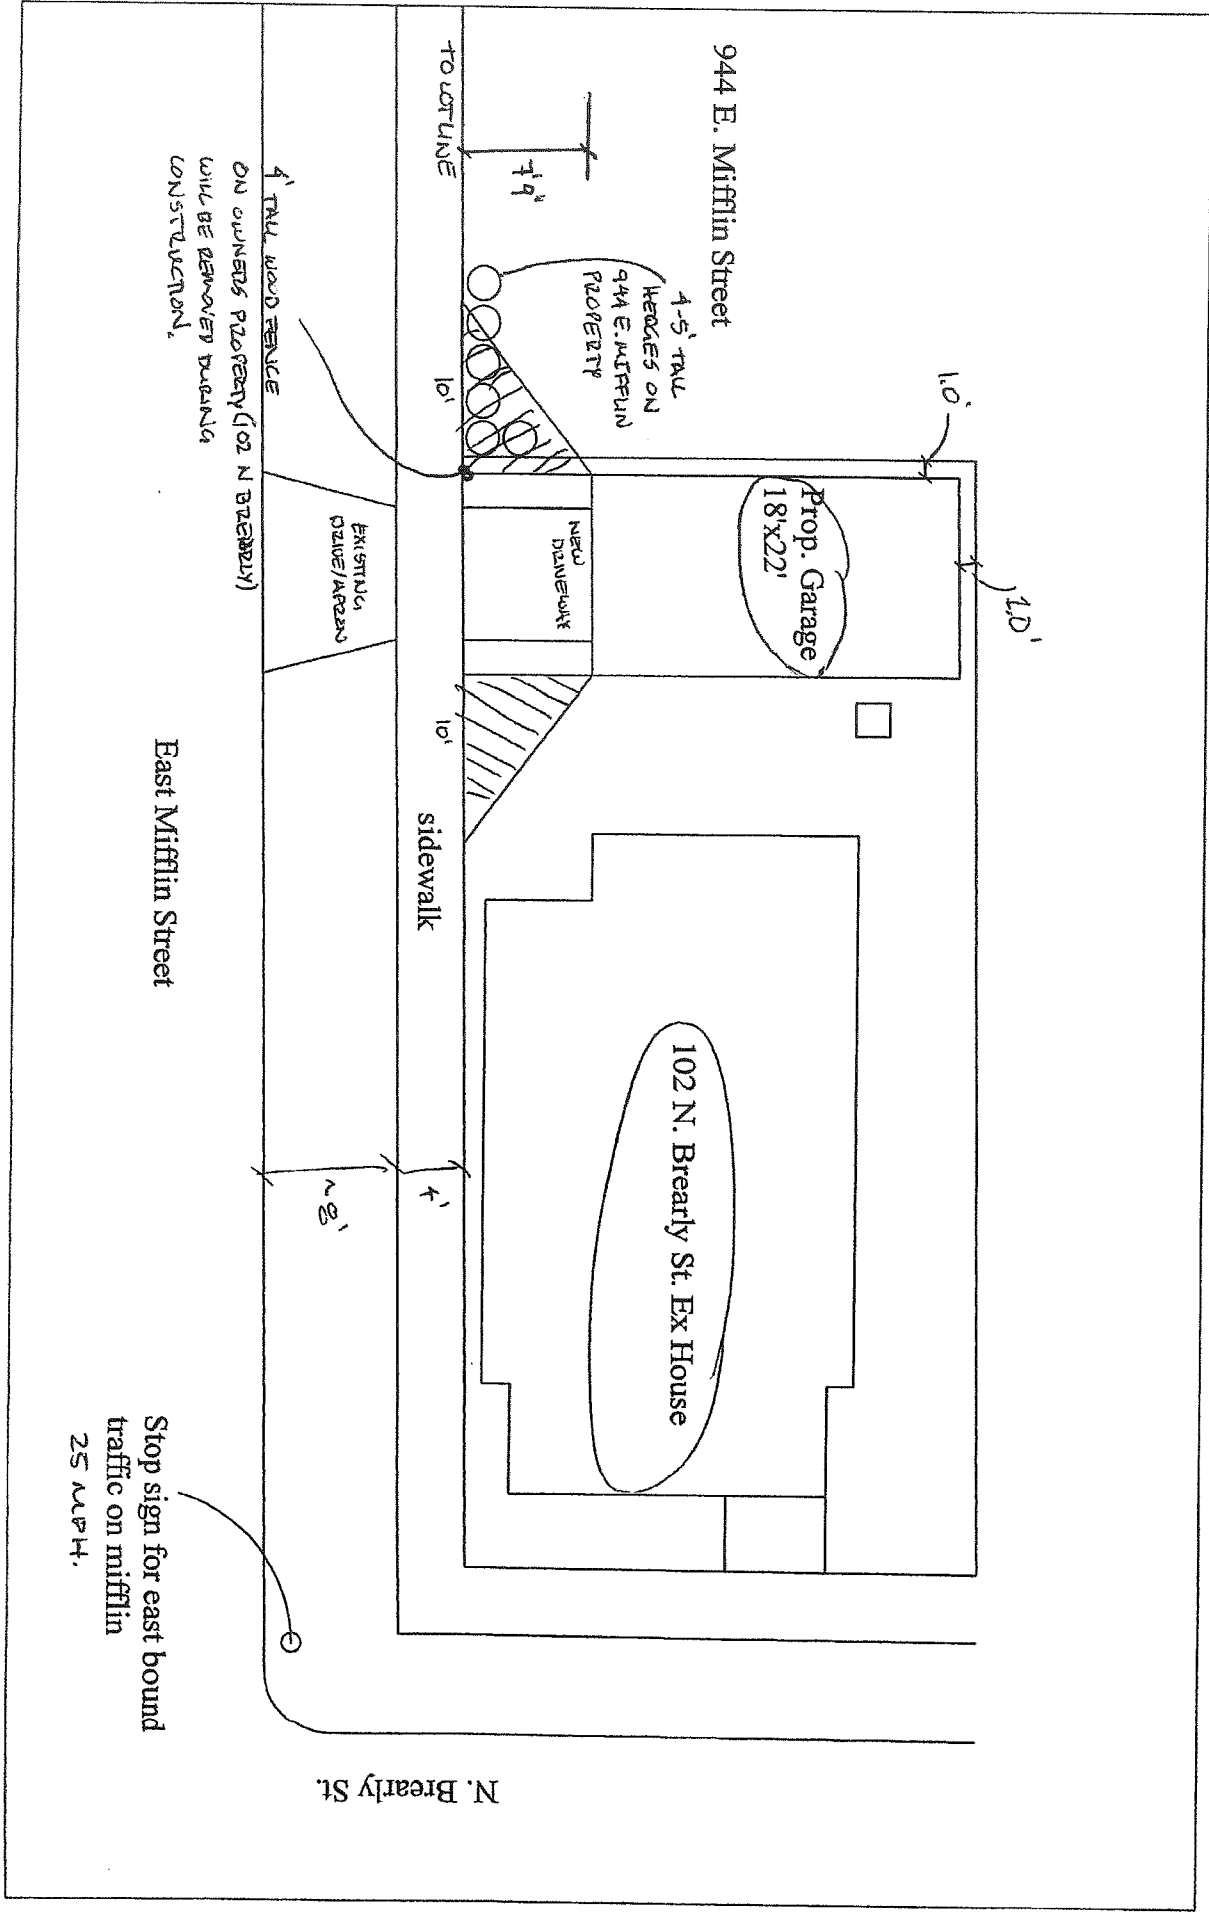 944 E. Mifflin Street
TO LOTLINE
7'9"
4-5' TALL
HEDGES ON
944 E. MIFFLIN
PROPERTY
1.0'
1.0'
Prop. Garage
18'x22'
10'
NEW
DRIVEWAY
10'
EXISTING
DRIVE/APRON
4' TALL WOOD FENCE
ON OWNERS PROPERTY (102 N BREARLY)
WILL BE REMOVED DURING
CONSTRUCTION.
sidewalk
East Mifflin Street
102 N. Brearly St. Ex House
4'
~8'
Stop sign for east bound
traffic on mifflin
25 MPH.
N. Brearly St.